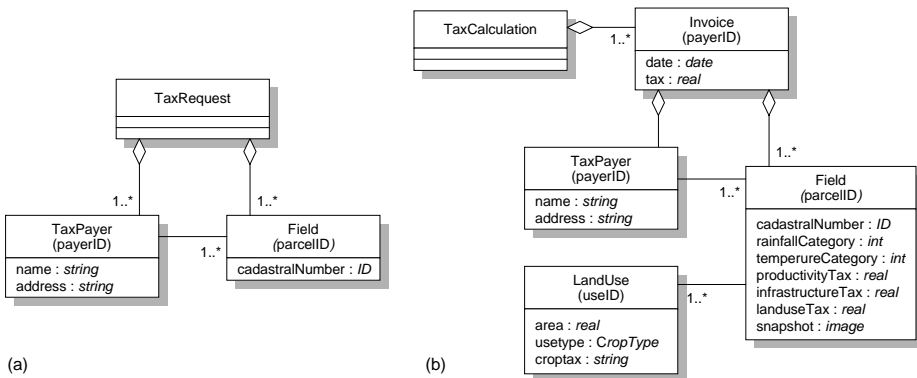 TaxRequest
1..*
1..*
TaxPayer
(payerID)
name : string
address : string
1..*
Field
(parcelID)
cadastralNumber : ID
(a)
TaxCalculation
1..*
Invoice
(payerID)
date : date
tax : real
1..*
TaxPayer
(payerID)
name : string
address : string
1..*
Field
(parcelID)
cadastralNumber : ID
rainfallCategory : int
temperureCategory : int
productivityTax : real
infrastructureTax : real
landuseTax : real
snapshot : image
LandUse
(useID)
area : real
usetype : CropType
croptax : string
1..*
(b)